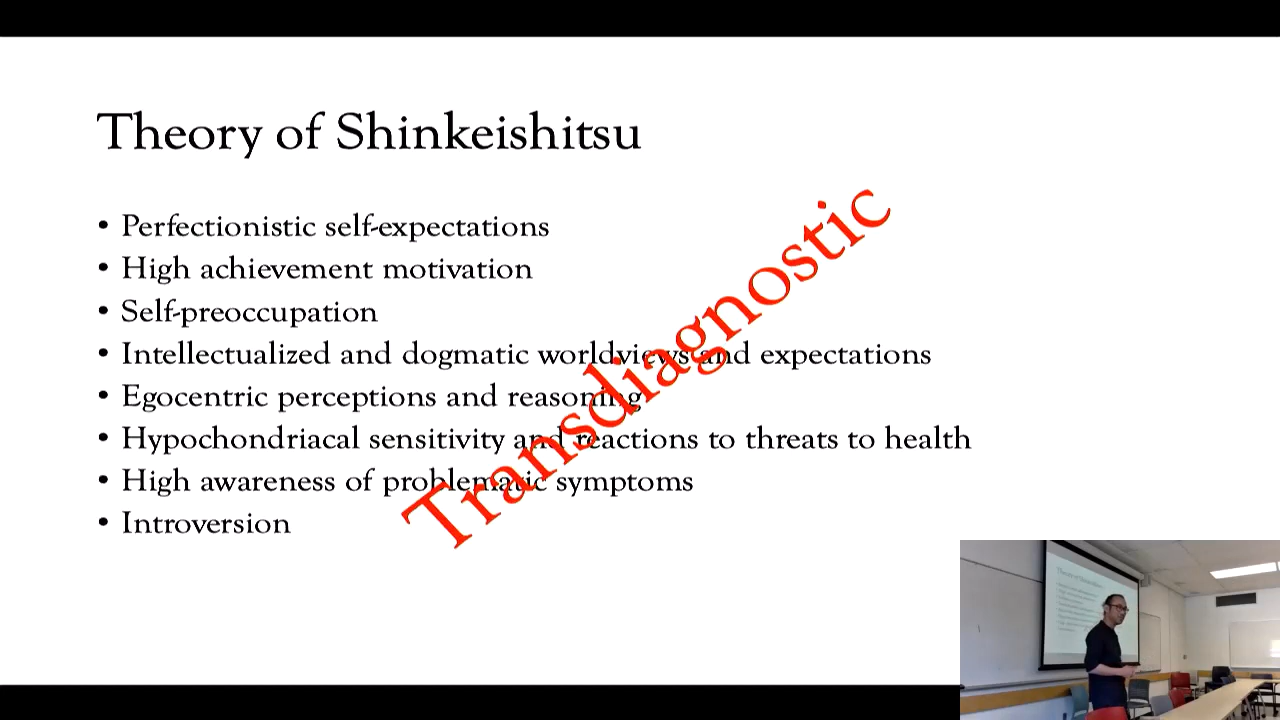 Theory of Shinkeishitsu
• Perfectionistic self-expectations
• High achievement motivation
• Self-preoccupation
• Intellectualized and dogmatic worldviews and expectations
• Egocentric perceptions and reasoning
• Hypochondriacal sensitivity and reactions to threats to health
• High awareness of problematic symptoms
• Introversion
Transdiagnostic